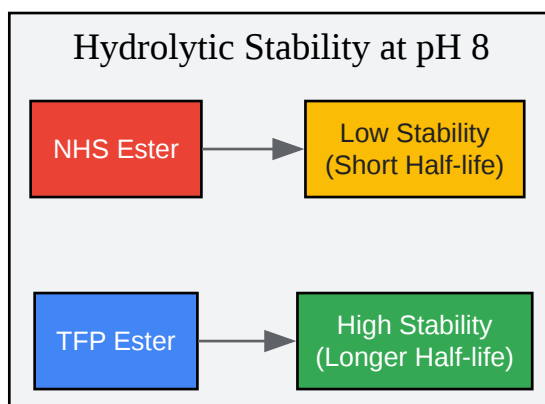 Hydrolytic Stability at pH 8
NHS Ester
Low Stability
(Short Half-life)
TFP Ester
High Stability
(Longer Half-life)